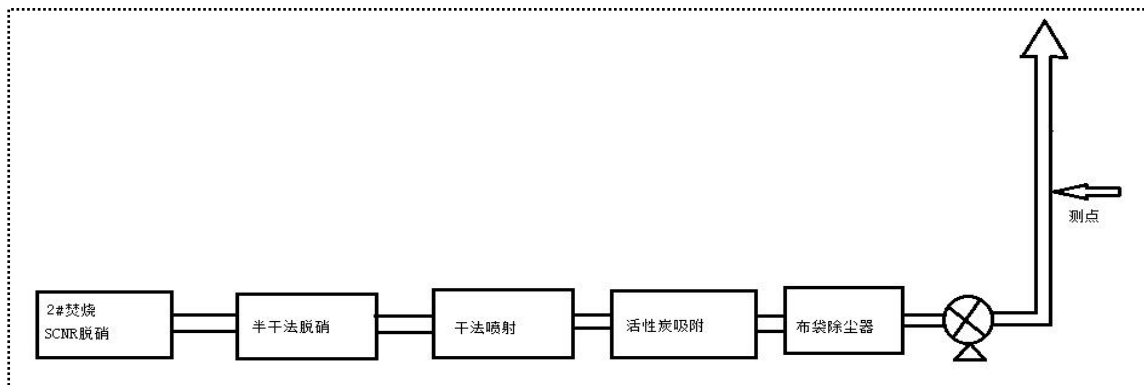 测点
2#焚烧
SCNR脱硝
半干法脱硝
干法喷射
活性炭吸附
布袋除尘器